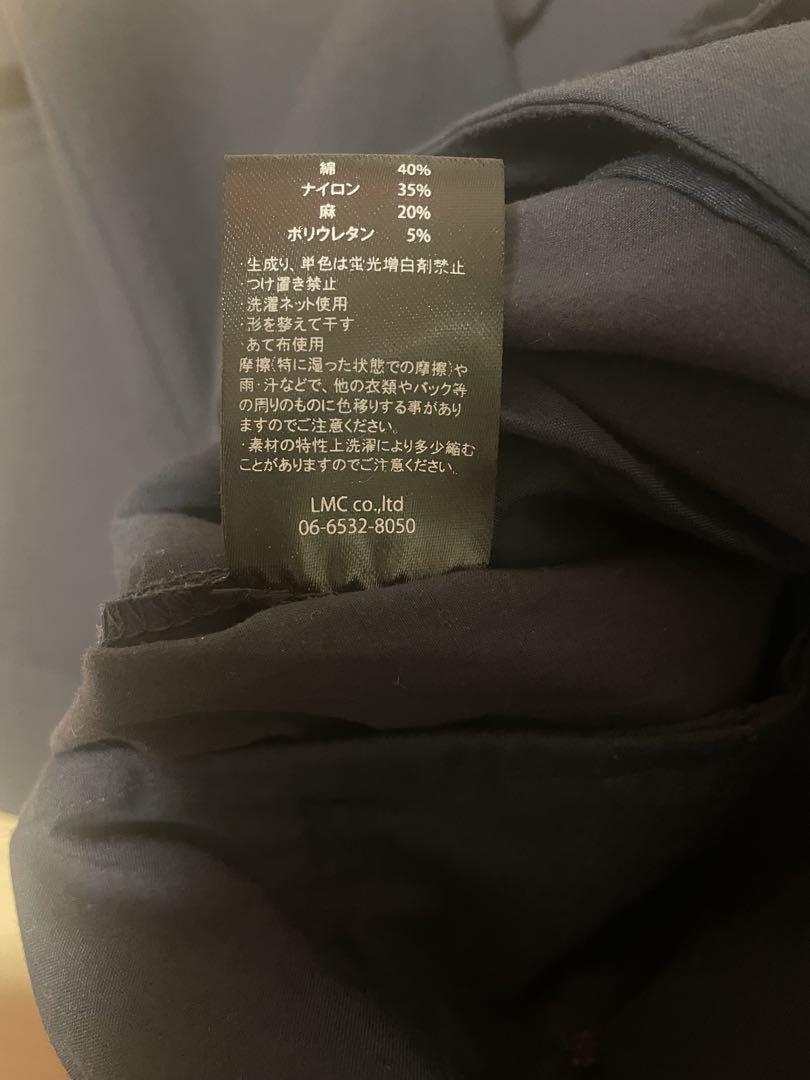 綿 40%
ナイロン 35%
麻 20%
ポリウレタン 5%
・生成り、単色は蛍光増白剤禁止
・つけ置き禁止
・洗濯ネット使用
・形を整えて干す
・あて布使用
摩擦(特に湿った状態での摩擦)や
雨・汁などで、他の衣類やバック等
の周りのものに色移りする事があり
ますのでご注意ください。
・素材の特性上洗濯により多少縮む
ことがありますのでご注意ください。
LMC co.,ltd
06-6532-8050